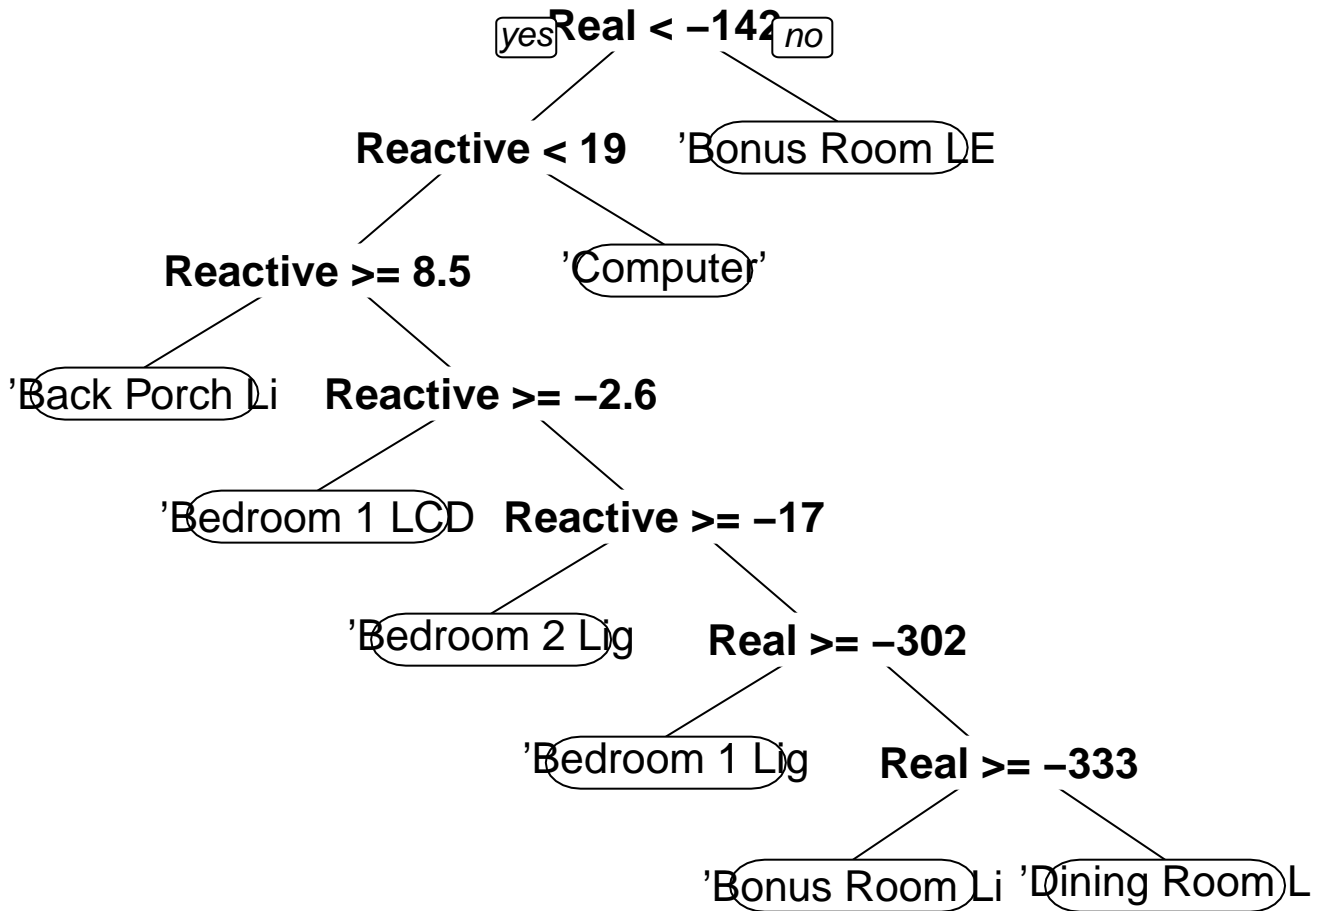 yes Real < −142 no
Reactive < 19 'Bonus Room LE
Reactive >= 8.5 'Computer'
'Back Porch Li Reactive >= −2.6
'Bedroom 1 LCD Reactive >= −17
'Bedroom 2 Lig Real >= −302
'Bedroom 1 Lig Real >= −333
'Bonus Room Li 'Dining Room L